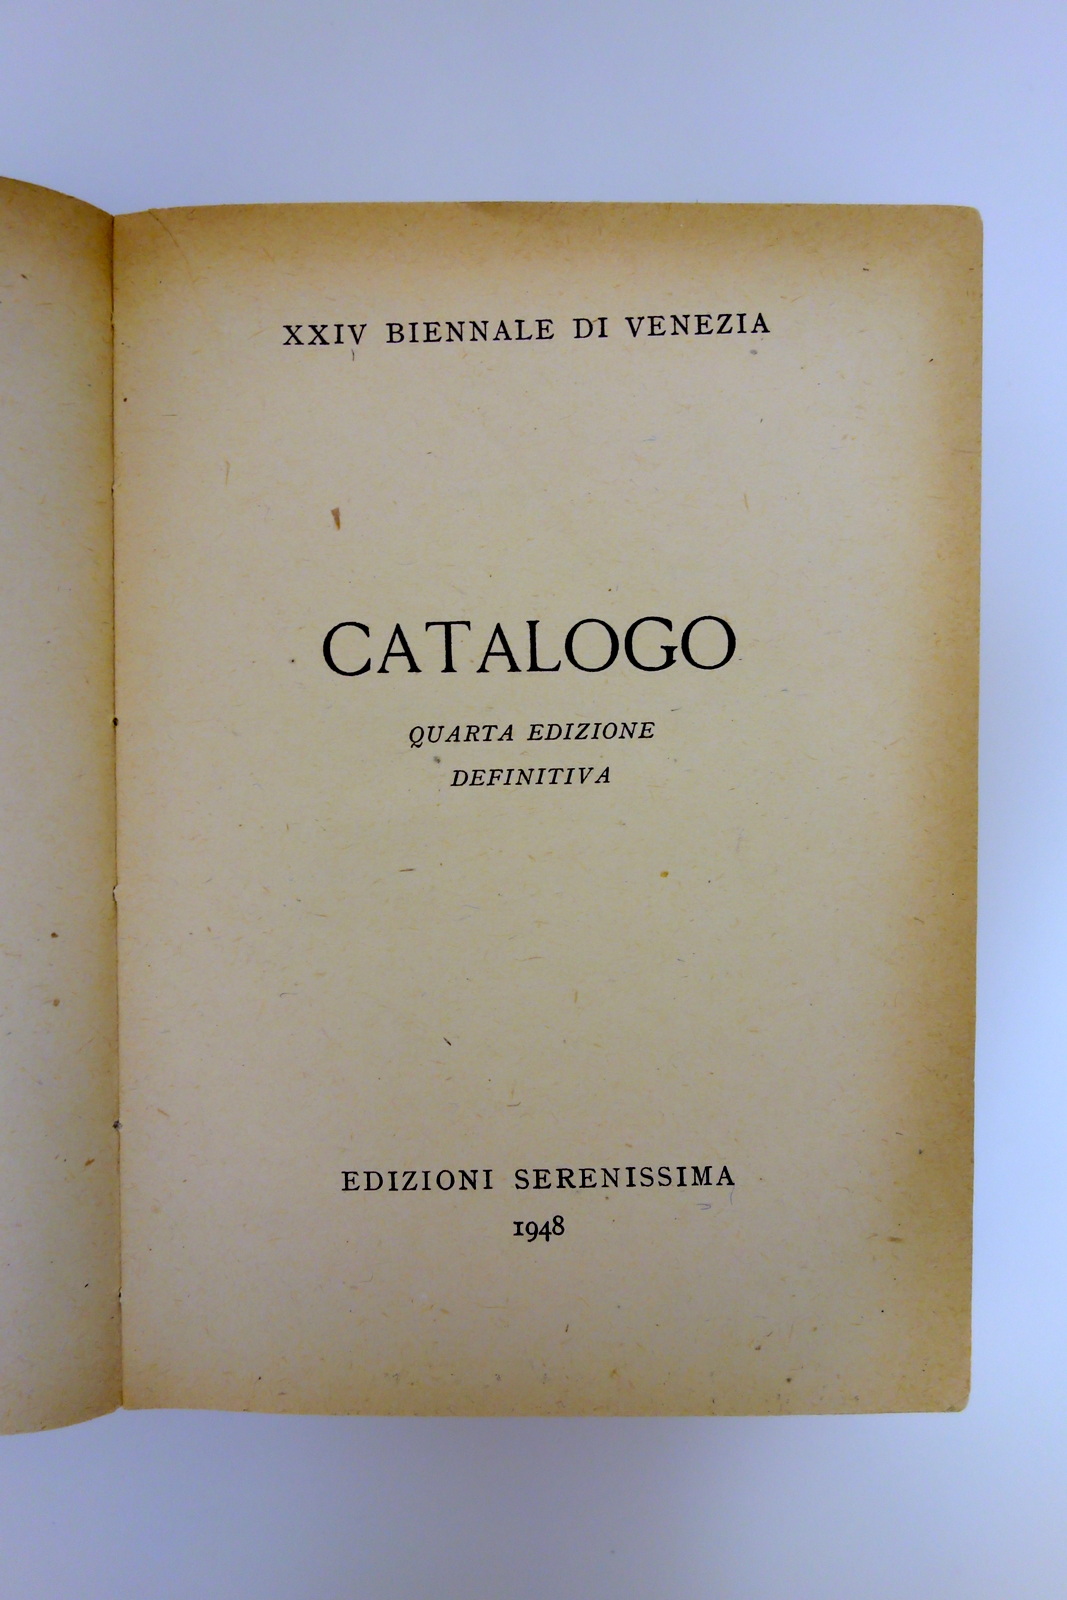 XXIV BIENNALE DI VENEZIA
CATALOGO
QUARTA EDIZIONE
DEFINITIVA
EDIZIONI SERENISSIMA
1948